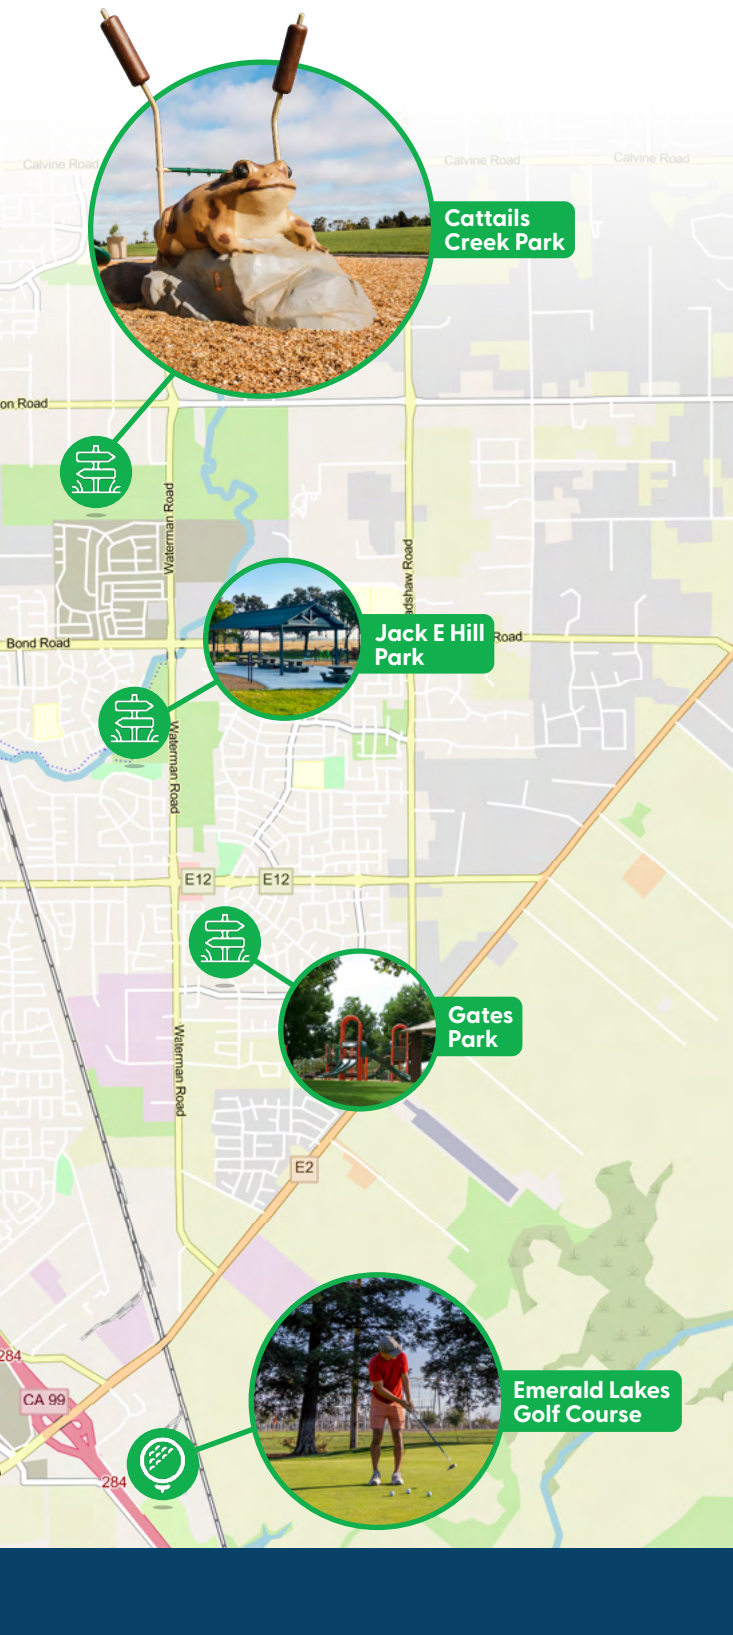 Calvine Road
Calvine Road
Calvine Road
Cattails
Creek Park
on Road
Waterman Road
adshaw Road
Bond Road
Jack E Hill
Park
Road
Waterman Road
E12
E12
Gates
Park
Waterman Road
E2
284
CA 99
Emerald Lakes
Golf Course
284